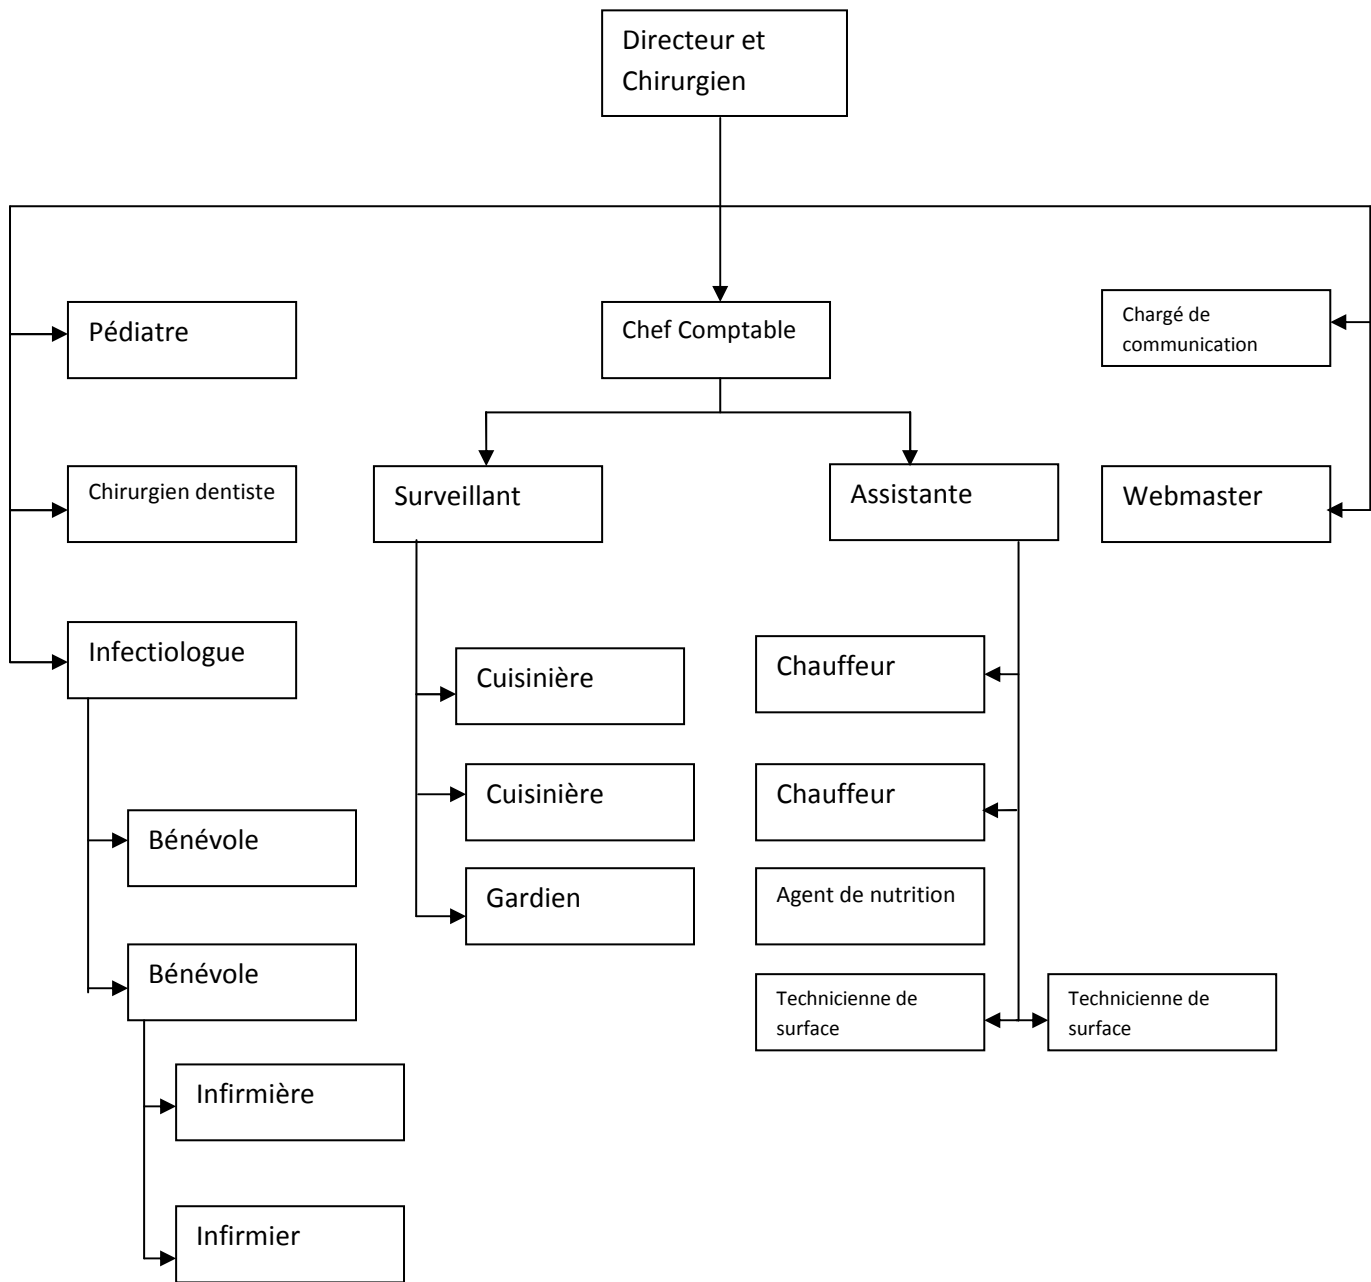 Directeur et
Chirurgien
Pédiatre
Chef Comptable
Chargé de
communication
Chirurgien dentiste
Surveillant
Assistante
Webmaster
Infectiologue
Cuisinière
Chauffeur
Cuisinière
Chauffeur
Bénévole
Gardien
Agent de nutrition
Bénévole
Technicienne de
surface
Technicienne de
surface
Infirmière
Infirmier